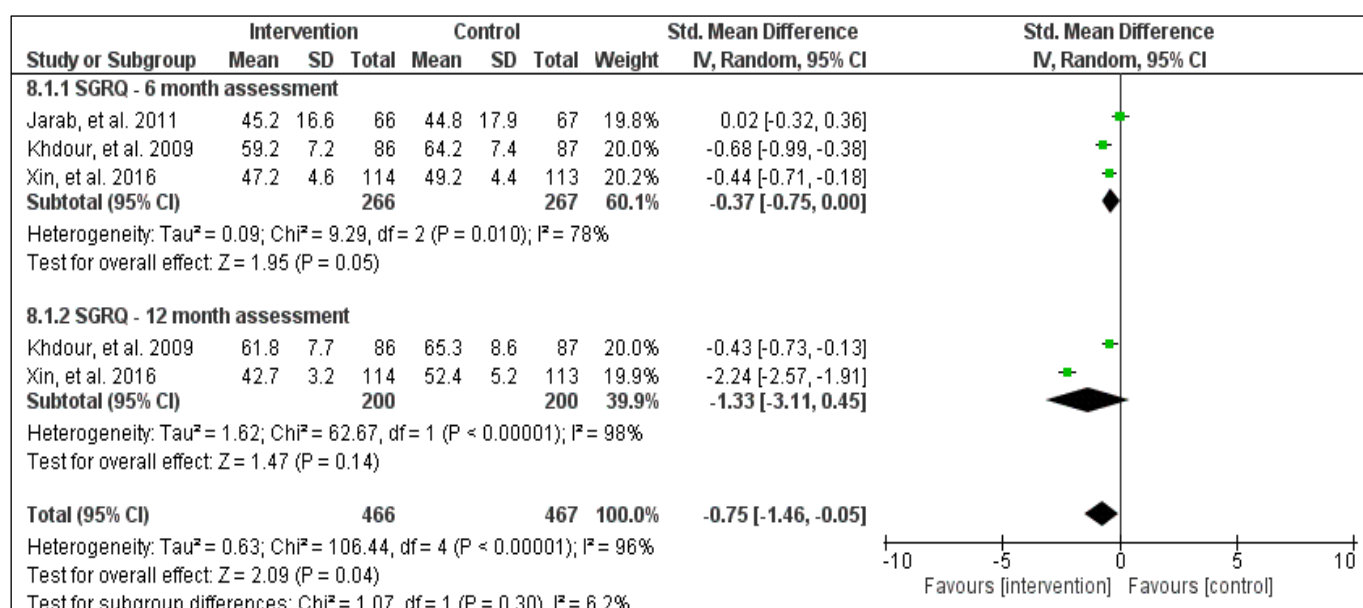 Intervention Control Std. Mean Difference Std. Mean Difference
Study or Subgroup Mean SD Total Mean SD Total Weight IV, Random, 95% CI IV, Random, 95% CI
8.1.1 SGRQ - 6 month assessment
Jarab, et al. 2011 45.2 16.6 66 44.8 17.9 67 19.8% 0.02 [-0.32, 0.36]
Khdour, et al. 2009 59.2 7.2 86 64.2 7.4 87 20.0% -0.68 [-0.99, -0.38]
Xin, et al. 2016 47.2 4.6 114 49.2 4.4 113 20.2% -0.44 [-0.71, -0.18]
Subtotal (95% CI) 266 267 60.1% -0.37 [-0.75, 0.00]
Heterogeneity: Tau² = 0.09; Chi² = 9.29, df = 2 (P = 0.010); I² = 78%
Test for overall effect: Z = 1.95 (P = 0.05)
8.1.2 SGRQ - 12 month assessment
Khdour, et al. 2009 61.8 7.7 86 65.3 8.6 87 20.0% -0.43 [-0.73, -0.13]
Xin, et al. 2016 42.7 3.2 114 52.4 5.2 113 19.9% -2.24 [-2.57, -1.91]
Subtotal (95% CI) 200 200 39.9% -1.33 [-3.11, 0.45]
Heterogeneity: Tau² = 1.62; Chi² = 62.67, df = 1 (P < 0.00001); I² = 98%
Test for overall effect: Z = 1.47 (P = 0.14)
Total (95% CI) 466 467 100.0% -0.75 [-1.46, -0.05]
Heterogeneity: Tau² = 0.63; Chi² = 106.44, df = 4 (P < 0.00001); I² = 96%
Test for overall effect: Z = 2.09 (P = 0.04)
Test for subgroup differences: Chi² = 1.07, df = 1 (P = 0.30), I² = 6.2%
-10 -5 0 5 10
Favours [intervention] Favours [control]